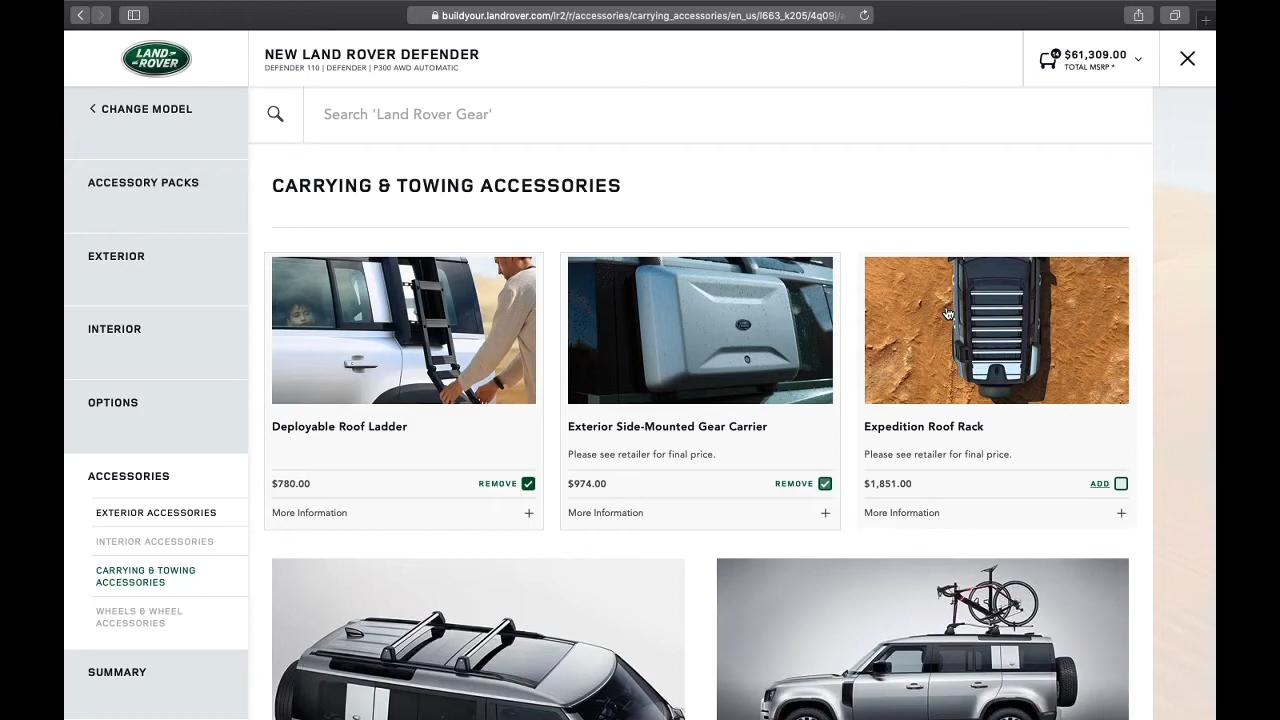 buildyour.landrover.com/lr2/r/accessories/carrying_accessories/en_us/l663_k205/4q09j/
LAND-
-ROVER
NEW LAND ROVER DEFENDER
DEFENDER 110 | DEFENDER | P300 AWD AUTOMATIC
$61,309.00
TOTAL MSRP *
CHANGE MODEL
ACCESSORY PACKS
EXTERIOR
INTERIOR
OPTIONS
ACCESSORIES
EXTERIOR ACCESSORIES
INTERIOR ACCESSORIES
CARRYING & TOWING
ACCESSORIES
WHEELS & WHEEL
ACCESSORIES
SUMMARY
Search 'Land Rover Gear'
CARRYING & TOWING ACCESSORIES
Deployable Roof Ladder
$780.00
REMOVE
More Information
Exterior Side-Mounted Gear Carrier
Please see retailer for final price.
$974.00
REMOVE
More Information
Expedition Roof Rack
Please see retailer for final price.
$1,851.00
ADD
More Information